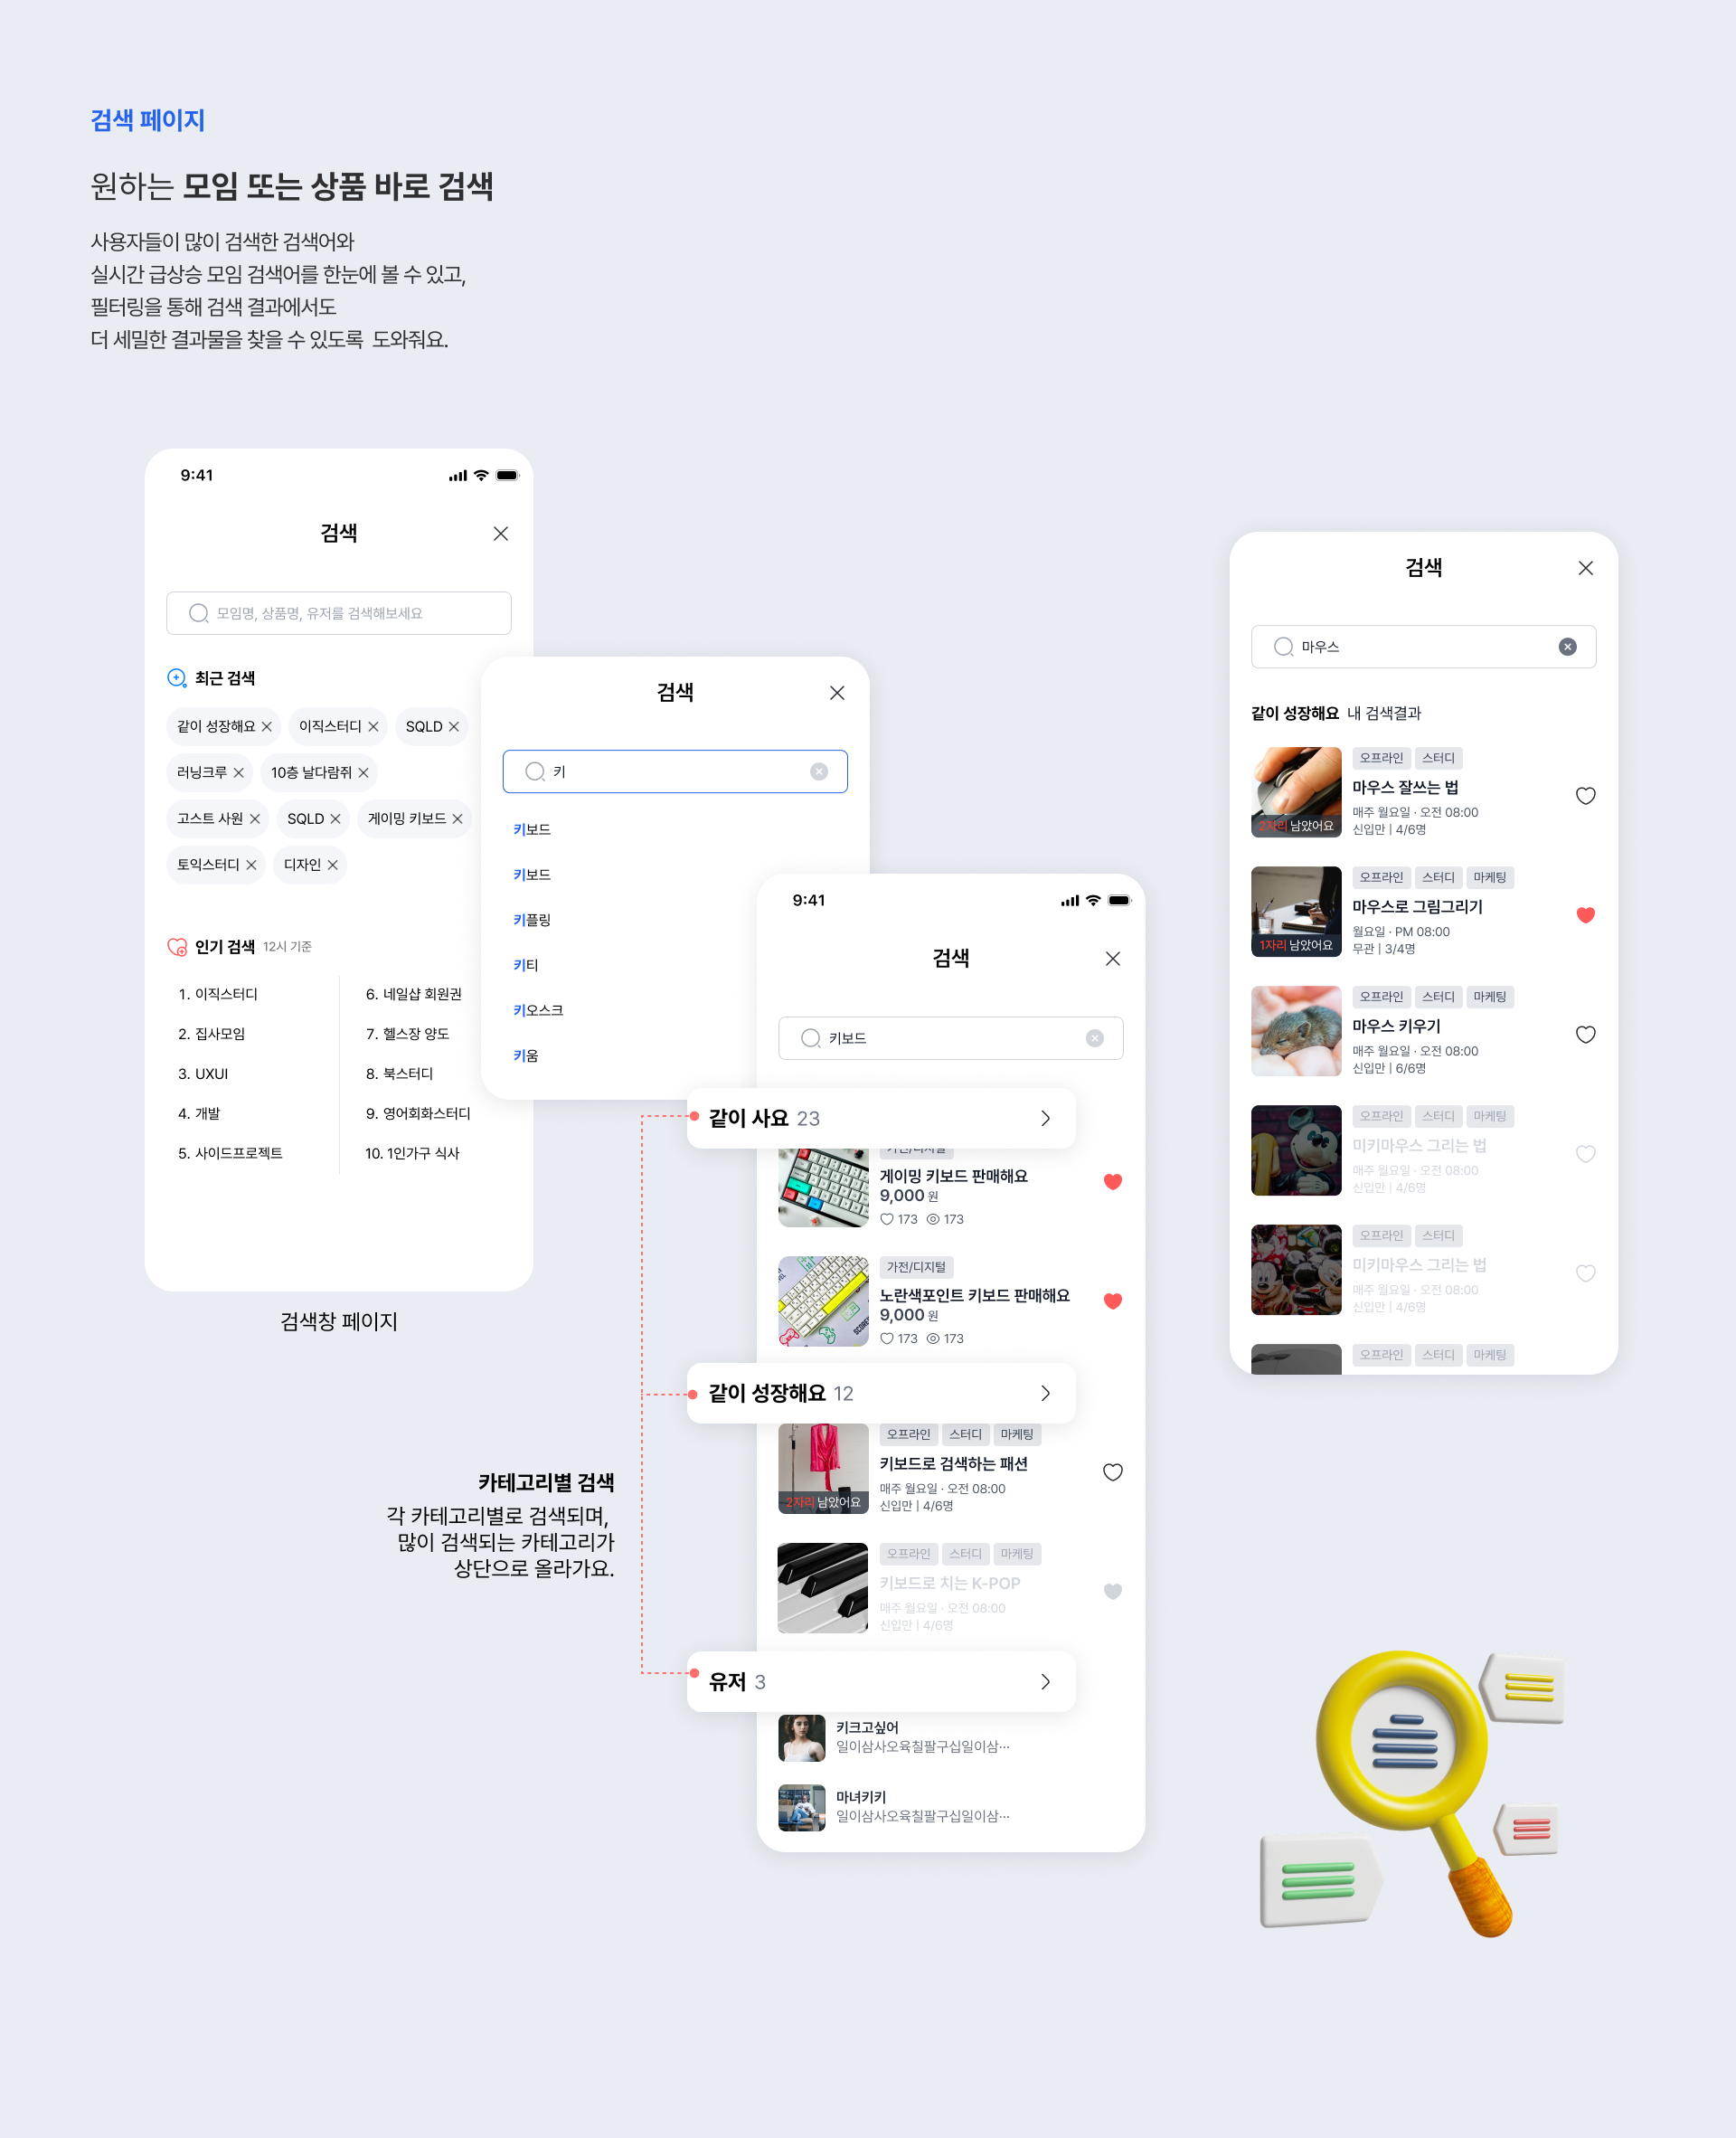 검색 페이지
원하는 모임 또는 상품 바로 검색
사용자들이 많이 검색한 검색어와
실시간 급상승 모임 검색어를 한눈에 볼 수 있고,
필터링을 통해 검색 결과에서도
더 세밀한 결과물을 찾을 수 있도록 도와줘요.
9:41
검색
모임명, 상품명, 유저를 검색해보세요
최근 검색
같이 성장해요 이직스터디 SQLD
러닝크루 10층 날다람쥐
고스트 사원 SQLD 게이밍 키보드
토익스터디 디자인
인기 검색 12시 기준
1. 이직스터디
2. 집사모임
3. UXUI
4. 개발
5. 사이드프로젝트
6. 네일샵 회원권
7. 헬스장 양도
8. 북스터디
9. 영어회화스터디
10. 1인가구 식사
검색창 페이지
검색
키
키보드
키보드
키플링
키티
키오스크
키움
9:41
검색
키보드
같이 사요 23
가전/디지털
게이밍 키보드 판매해요
9,000 원
173 173
가전/디지털
노란색포인트 키보드 판매해요
9,000 원
173 173
같이 성장해요 12
오프라인 스터디 마케팅
키보드로 검색하는 패션
매주 월요일 · 오전 08:00
신입만 | 4/6명
2자리 남았어요
오프라인 스터디 마케팅
키보드로 치는 K-POP
매주 월요일 · 오전 08:00
신입만 | 4/6명
유저 3
키크고싶어
일이삼사오육칠팔구십일이삼···
마녀키키
일이삼사오육칠팔구십일이삼···
카테고리별 검색
각 카테고리별로 검색되며,
많이 검색되는 카테고리가
상단으로 올라가요.
검색
마우스
같이 성장해요 내 검색결과
오프라인 스터디
마우스 잘쓰는 법
매주 월요일 · 오전 08:00
신입만 | 4/6명
2자리 남았어요
오프라인 스터디 마케팅
마우스로 그림그리기
월요일 · PM 08:00
무관 | 3/4명
1자리 남았어요
오프라인 스터디 마케팅
마우스 키우기
매주 월요일 · 오전 08:00
신입만 | 6/6명
오프라인 스터디 마케팅
미키마우스 그리는 법
매주 월요일 · 오전 08:00
신입만 | 4/6명
오프라인 스터디
미키마우스 그리는 법
매주 월요일 · 오전 08:00
신입만 | 4/6명
오프라인 스터디 마케팅